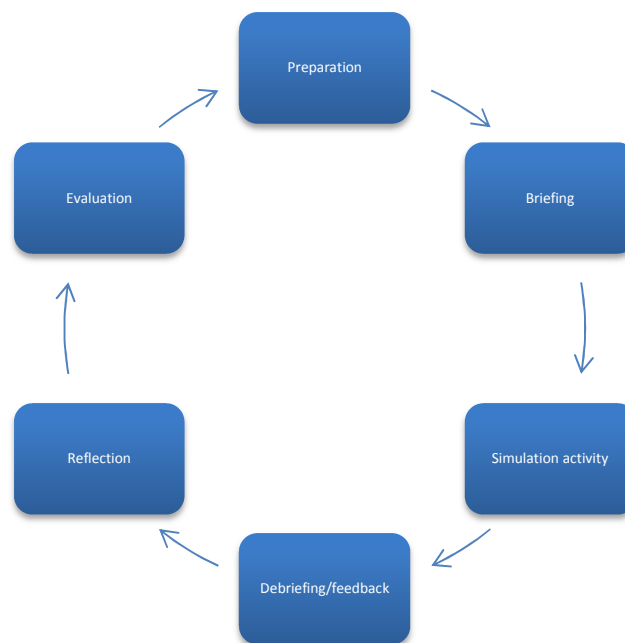 Preparation
Briefing
Simulation activity
Debriefing/feedback
Reflection
Evaluation